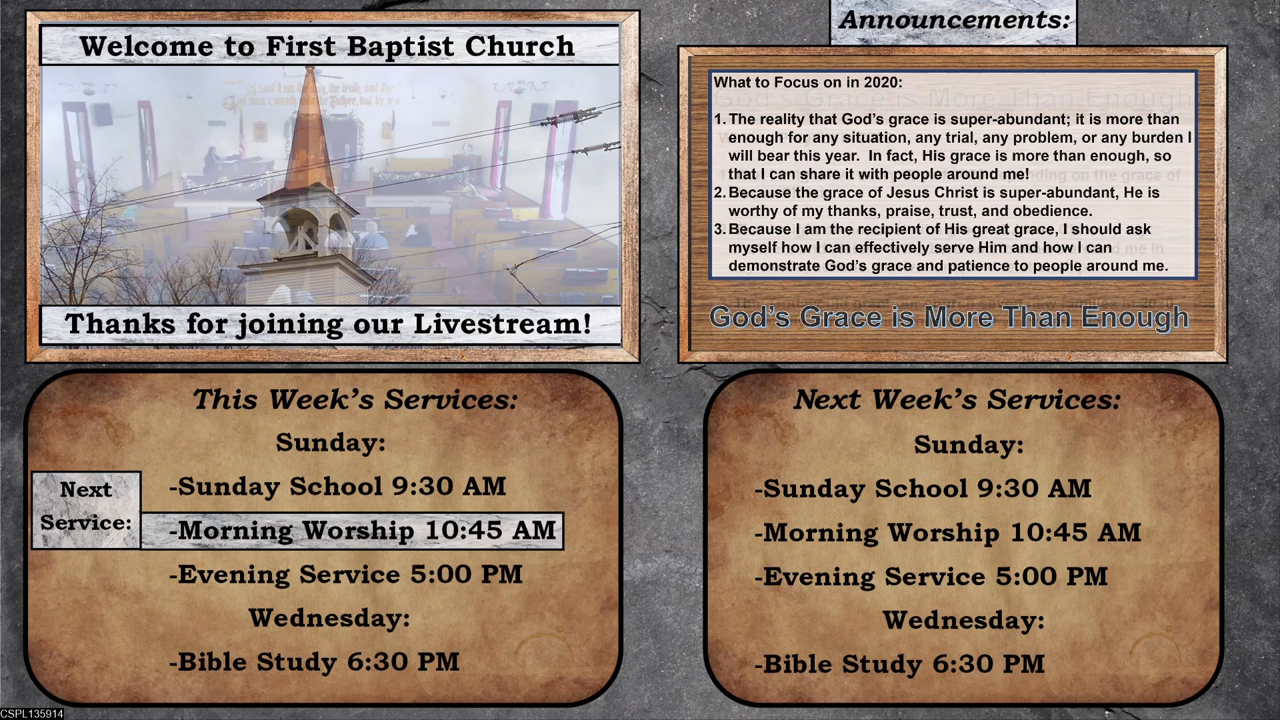 Welcome to First Baptist Church
Thanks for joining our Livestream!
Announcements:
What to Focus on in 2020:
1. The reality that God's grace is super-abundant; it is more than
enough for any situation, any trial, any problem, or any burden I
will bear this year.  In fact, His grace is more than enough, so
that I can share it with people around me!
2. Because the grace of Jesus Christ is super-abundant, He is
worthy of my thanks, praise, trust, and obedience.
3. Because I am the recipient of His great grace, I should ask
myself how I can effectively serve Him and how I can
demonstrate God's grace and patience to people around me.
God's Grace is More Than Enough
This Week's Services:
Sunday:
-Sunday School 9:30 AM
Next
Service:
-Morning Worship 10:45 AM
-Evening Service 5:00 PM
Wednesday:
-Bible Study 6:30 PM
Next Week's Services:
Sunday:
-Sunday School 9:30 AM
-Morning Worship 10:45 AM
-Evening Service 5:00 PM
Wednesday:
-Bible Study 6:30 PM
CSPL135914